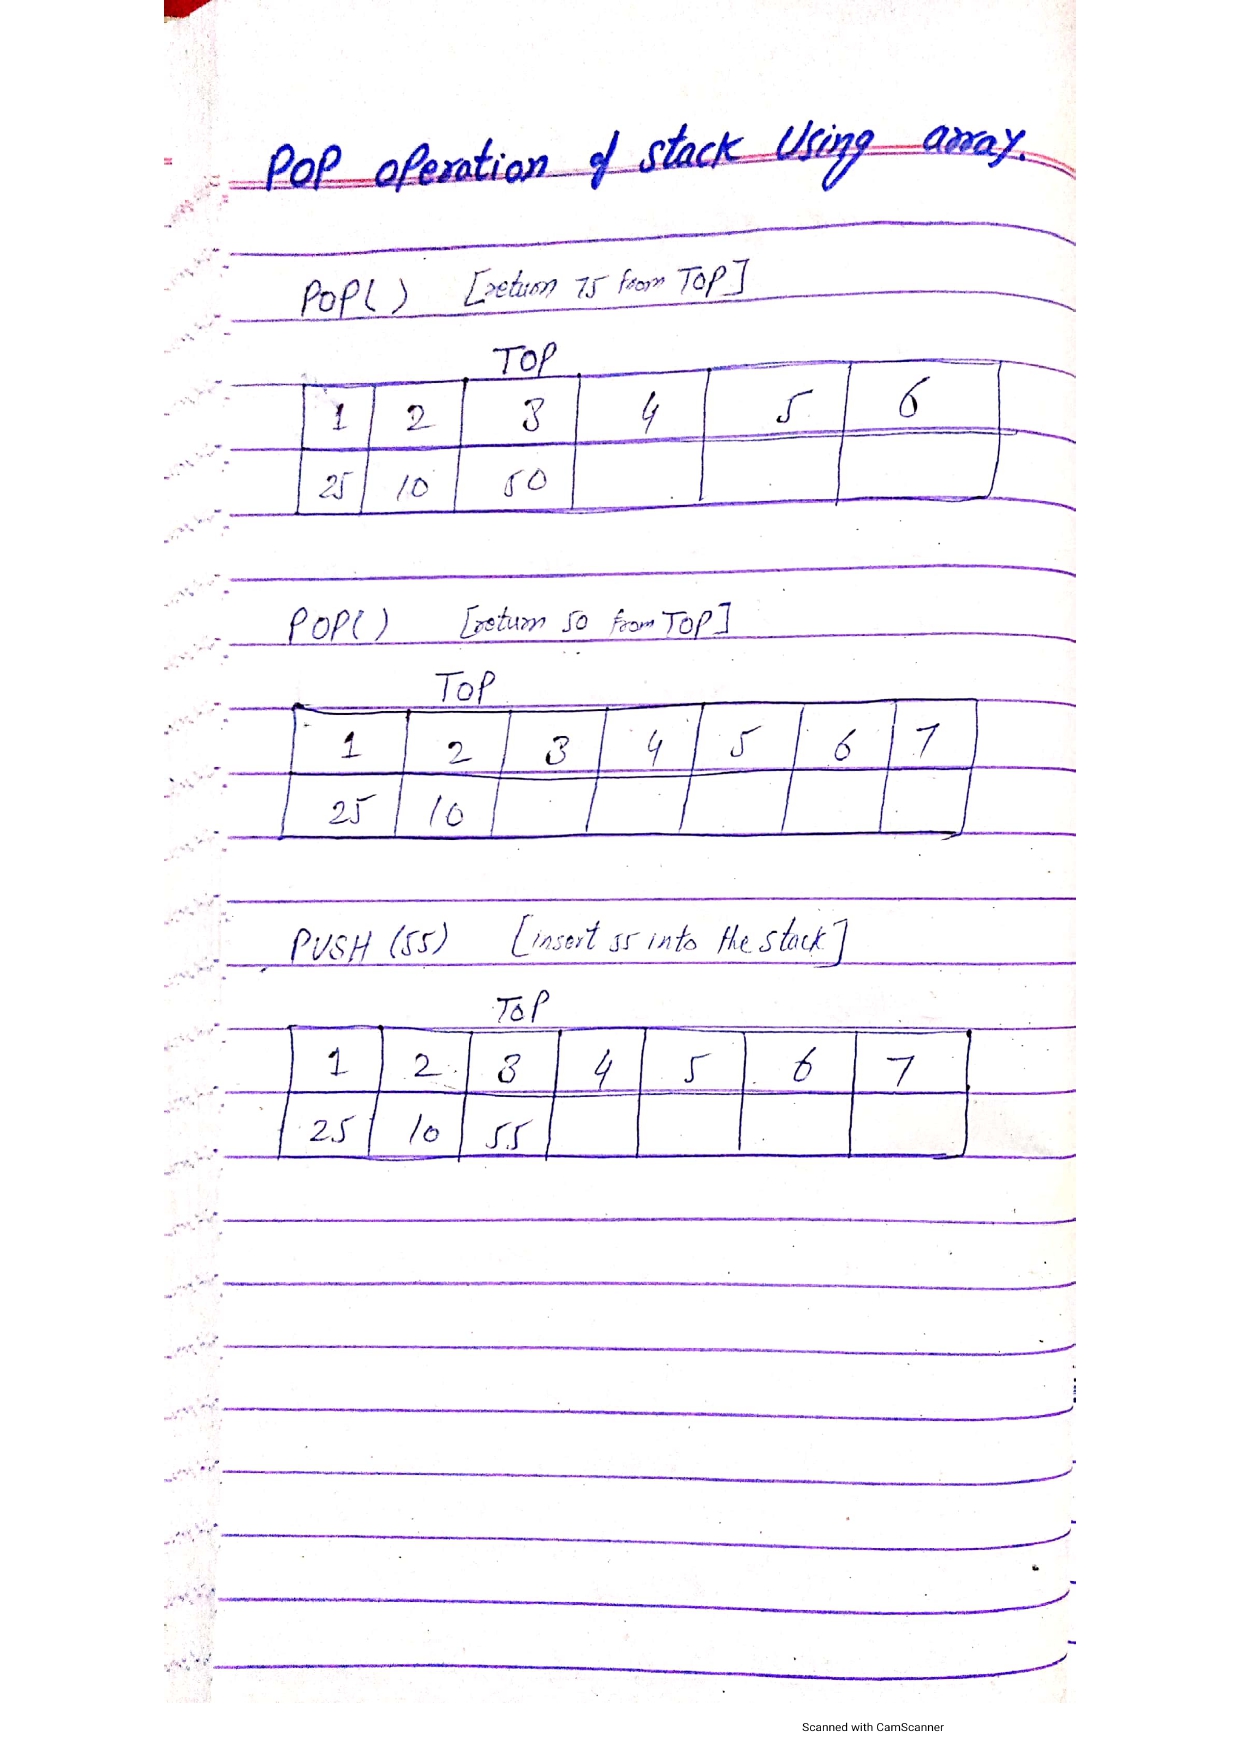 POP operation of stack Using array.
POP() [return 75 from TOP]
TOP
1 2 3 4 5 6
25 10 50
POP() [return 50 from TOP]
TOP
1 2 3 4 5 6 7
25 10
PUSH (55) [insert 55 into the stack]
TOP
1 2 3 4 5 6 7
25 10 55
Scanned with CamScanner